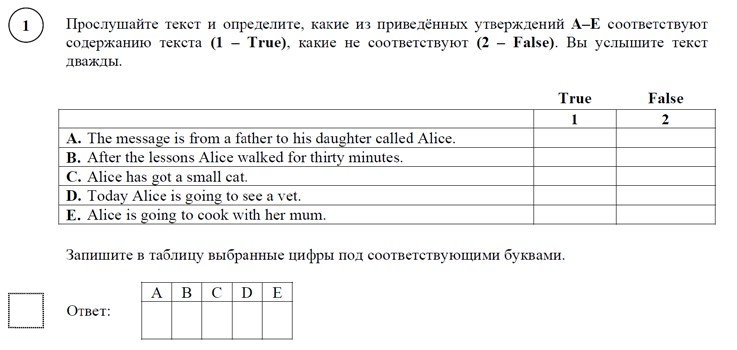 1 Прослушайте текст и определите, какие из приведённых утверждений A–E соответствуют
содержанию текста (1 – True), какие не соответствуют (2 – False). Вы услышите текст
дважды.
True False
1 2
A. The message is from a father to his daughter called Alice.
B. After the lessons Alice walked for thirty minutes.
C. Alice has got a small cat.
D. Today Alice is going to see a vet.
E. Alice is going to cook with her mum.
Запишите в таблицу выбранные цифры под соответствующими буквами.
A B C D E
Ответ: